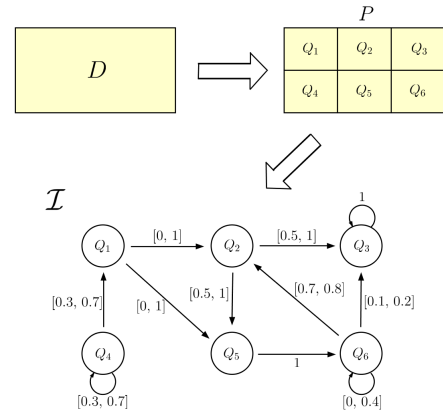 P
D
Q1 Q2 Q3
Q4 Q5 Q6
I
1
Q1 [0, 1] Q2 [0.5, 1] Q3
[0.3, 0.7] [0, 1] [0.5, 1] [0.7, 0.8] [0.1, 0.2]
Q4 Q5 1 Q6
[0.3, 0.7] [0, 0.4]